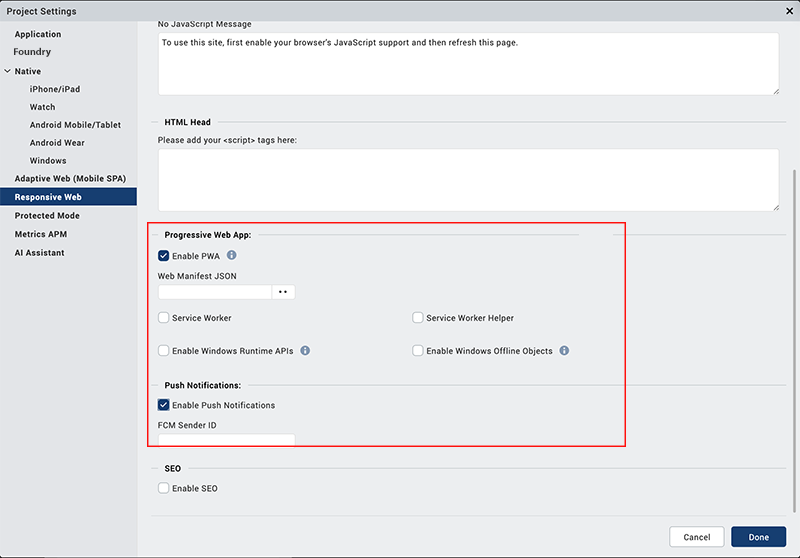 Project Settings
Application
Foundry
Native
iPhone/iPad
Watch
Android Mobile/Tablet
Android Wear
Windows
Adaptive Web (Mobile SPA)
Responsive Web
Protected Mode
Metrics APM
AI Assistant
No JavaScript Message
To use this site, first enable your browser's JavaScript support and then refresh this page.
HTML Head
Please add your <script> tags here:
Progressive Web App:
Enable PWA
Web Manifest JSON
Service Worker
Service Worker Helper
Enable Windows Runtime APIs
Enable Windows Offline Objects
Push Notifications:
Enable Push Notifications
FCM Sender ID
SEO
Enable SEO
Cancel
Done